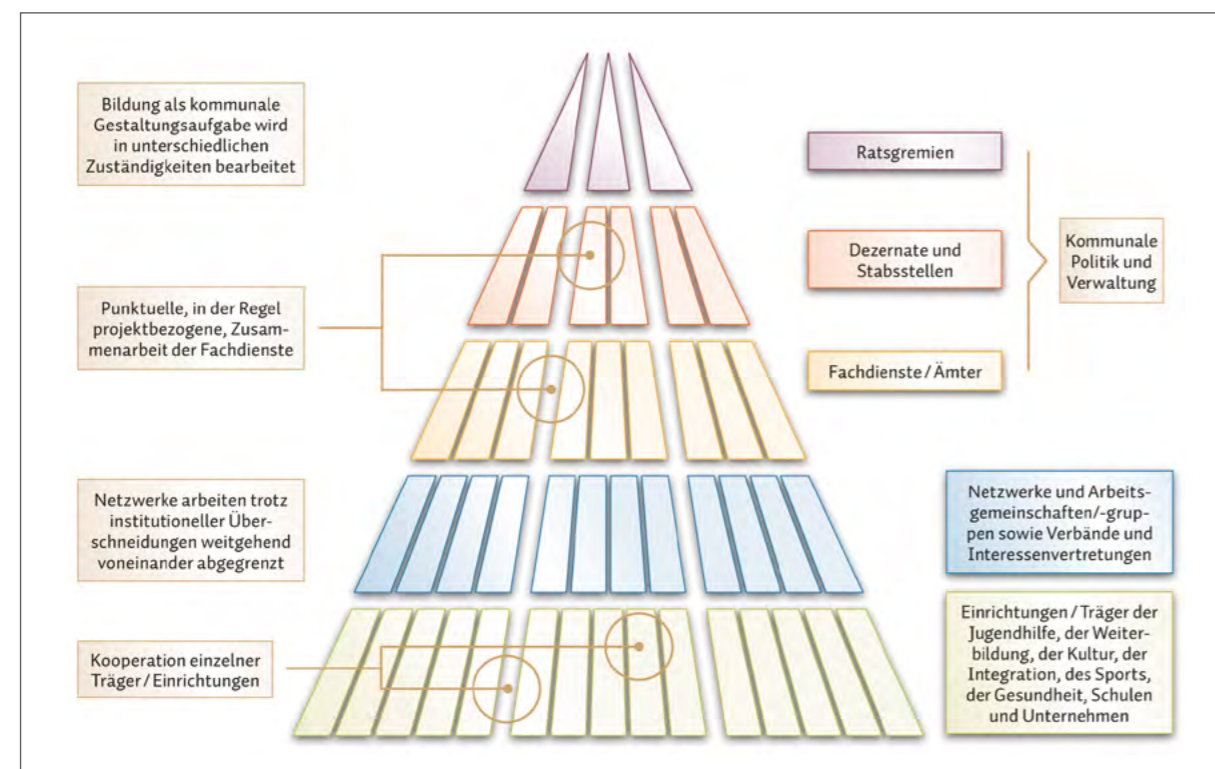 Bildung als kommunale
Gestaltungsaufgabe wird
in unterschiedlichen
Zuständigkeiten bearbeitet
Punktuelle, in der Regel
projektbezogene, Zusam-
menarbeit der Fachdienste
Netzwerke arbeiten trotz
institutioneller Über-
schneidungen weitgehend
voneinander abgegrenzt
Kooperation einzelner
Träger / Einrichtungen
Ratsgremien
Dezernate und
Stabsstellen
Fachdienste / Ämter
Kommunale
Politik und
Verwaltung
Netzwerke und Arbeits-
gemeinschaften/-grup-
pen sowie Verbände und
Interessenvertretungen
Einrichtungen / Träger der
Jugendhilfe, der Weiter-
bildung, der Kultur, der
Integration, des Sports,
der Gesundheit, Schulen
und Unternehmen